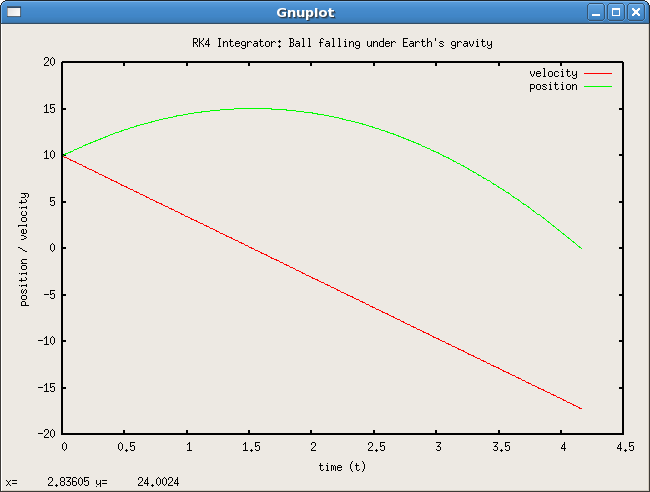 Gnuplot
RK4 Integrator: Ball falling under Earth's gravity
velocity
position
20
15
10
5
0
-5
-10
-15
-20
position / velocity
0 0.5 1 1.5 2 2.5 3 3.5 4 4.5
time (t)
x= 2.83605 y= 24.0024